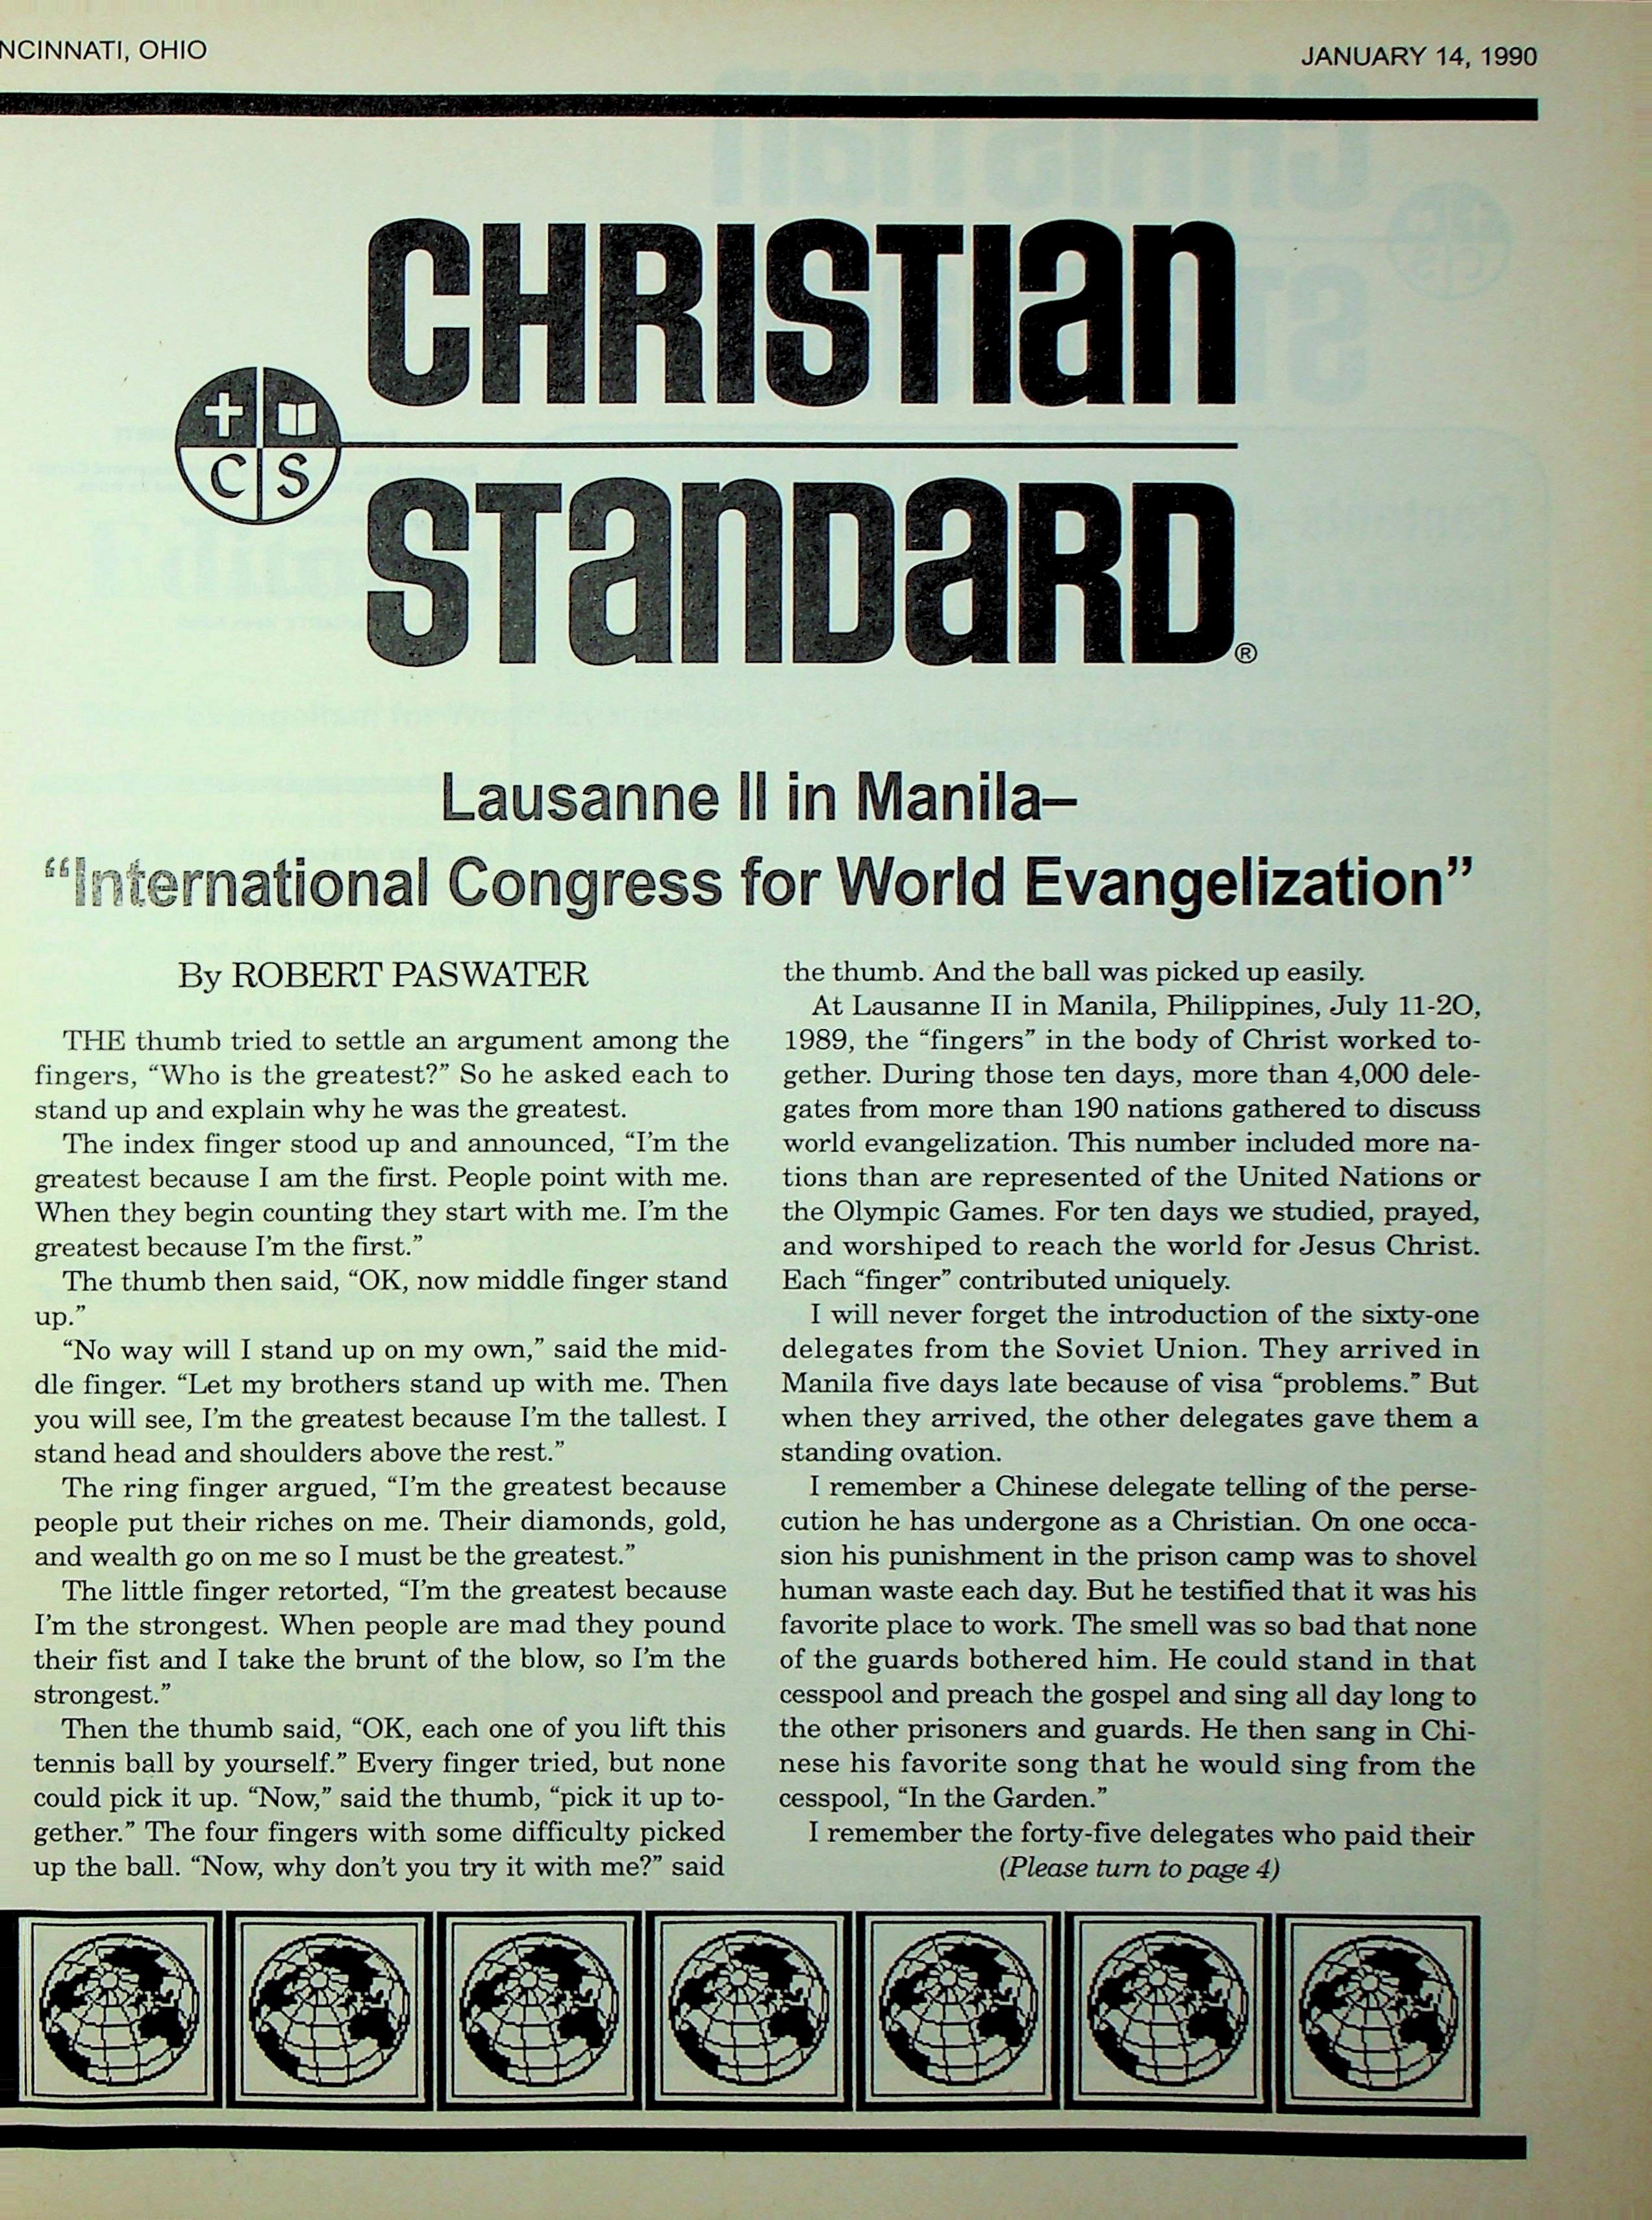 NCINNATI, OHIO
JANUARY 14, 1990
CHRISTIAN
C S
STANDARD®
Lausanne II in Manila–
“International Congress for World Evangelization”
By ROBERT PASWATER
THE thumb tried to settle an argument among the
fingers, “Who is the greatest?” So he asked each to
stand up and explain why he was the greatest.
The index finger stood up and announced, “I’m the
greatest because I am the first. People point with me.
When they begin counting they start with me. I’m the
greatest because I’m the first.”
The thumb then said, “OK, now middle finger stand
up.”
“No way will I stand up on my own,” said the mid-
dle finger. “Let my brothers stand up with me. Then
you will see, I’m the greatest because I’m the tallest. I
stand head and shoulders above the rest.”
The ring finger argued, “I’m the greatest because
people put their riches on me. Their diamonds, gold,
and wealth go on me so I must be the greatest.”
The little finger retorted, “I’m the greatest because
I’m the strongest. When people are mad they pound
their fist and I take the brunt of the blow, so I’m the
strongest.”
Then the thumb said, “OK, each one of you lift this
tennis ball by yourself.” Every finger tried, but none
could pick it up. “Now,” said the thumb, “pick it up to-
gether.” The four fingers with some difficulty picked
up the ball. “Now, why don’t you try it with me?” said
the thumb. And the ball was picked up easily.
At Lausanne II in Manila, Philippines, July 11-20,
1989, the “fingers” in the body of Christ worked to-
gether. During those ten days, more than 4,000 dele-
gates from more than 190 nations gathered to discuss
world evangelization. This number included more na-
tions than are represented of the United Nations or
the Olympic Games. For ten days we studied, prayed,
and worshiped to reach the world for Jesus Christ.
Each “finger” contributed uniquely.
I will never forget the introduction of the sixty-one
delegates from the Soviet Union. They arrived in
Manila five days late because of visa “problems.” But
when they arrived, the other delegates gave them a
standing ovation.
I remember a Chinese delegate telling of the perse-
cution he has undergone as a Christian. On one occa-
sion his punishment in the prison camp was to shovel
human waste each day. But he testified that it was his
favorite place to work. The smell was so bad that none
of the guards bothered him. He could stand in that
cesspool and preach the gospel and sing all day long to
the other prisoners and guards. He then sang in Chi-
nese his favorite song that he would sing from the
cesspool, “In the Garden.”
I remember the forty-five delegates who paid their
(Please turn to page 4)